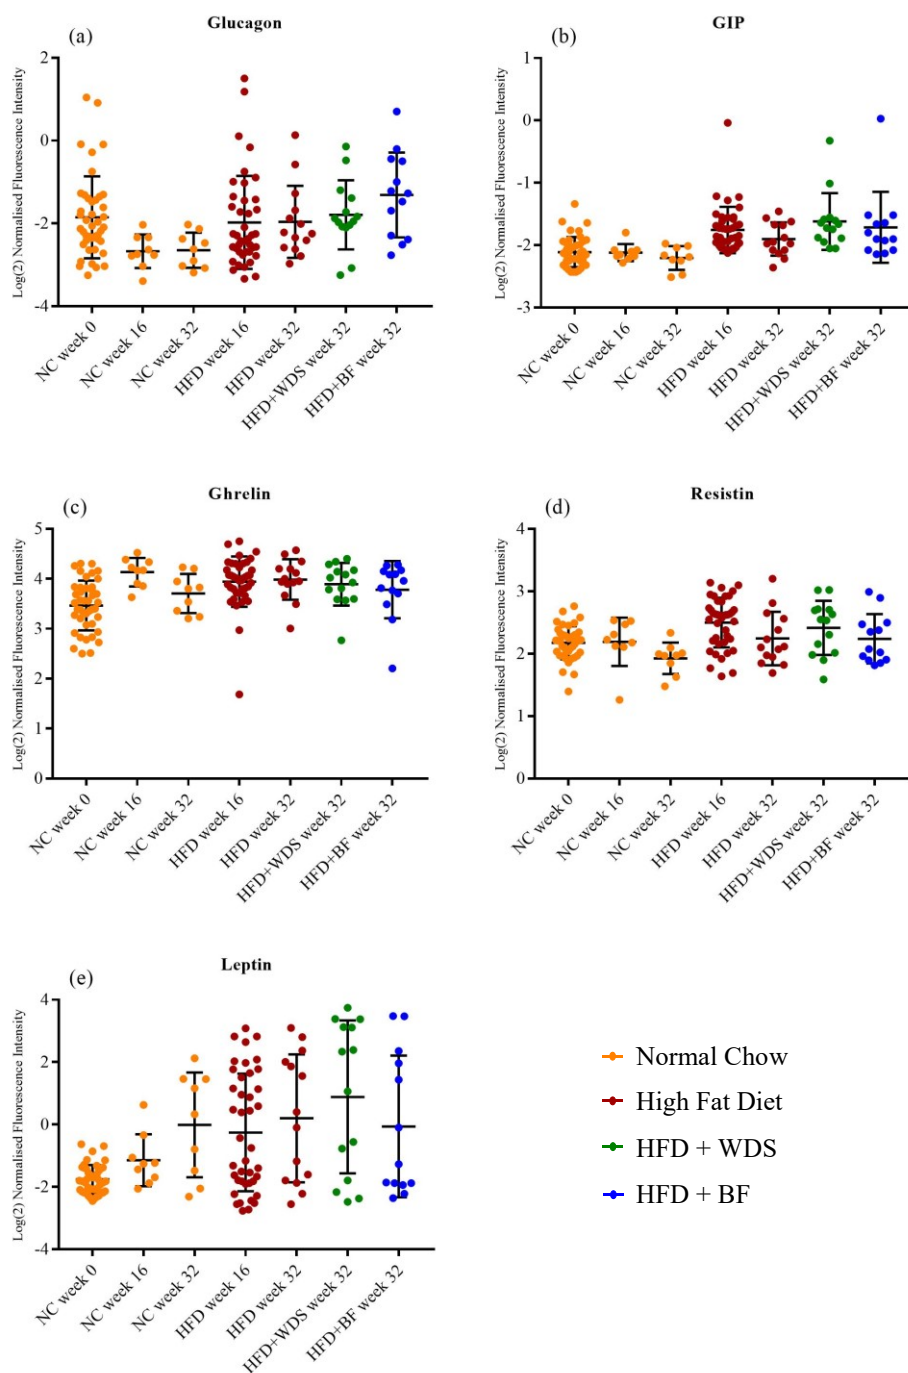 Glucagon
(a)
Log(2) Normalised Fluorescence Intensity
2
0
-2
-4
NC week 0
NC week 16
NC week 32
HFD week 16
HFD week 32
HFD+WDS week 32
HFD+BF week 32
GIP
(b)
Log(2) Normalised Fluorescence Intensity
0
-1
-2
-3
NC week 0
NC week 16
NC week 32
HFD week 16
HFD week 32
HFD+WDS week 32
HFD+BF week 32
Ghrelin
(c)
Log(2) Normalised Fluorescence Intensity
5
4
3
2
1
0
NC week 0
NC week 16
NC week 32
HFD week 16
HFD week 32
HFD+WDS week 32
HFD+BF week 32
Resistin
(d)
Log(2) Normalised Fluorescence Intensity
4
3
2
1
0
NC week 0
NC week 16
NC week 32
HFD week 16
HFD week 32
HFD+WDS week 32
HFD+BF week 32
Leptin
(e)
Log(2) Normalised Fluorescence Intensity
4
2
0
-2
-4
NC week 0
NC week 16
NC week 32
HFD week 16
HFD week 32
HFD+WDS week 32
HFD+BF week 32
Normal Chow
High Fat Diet
HFD + WDS
HFD + BF